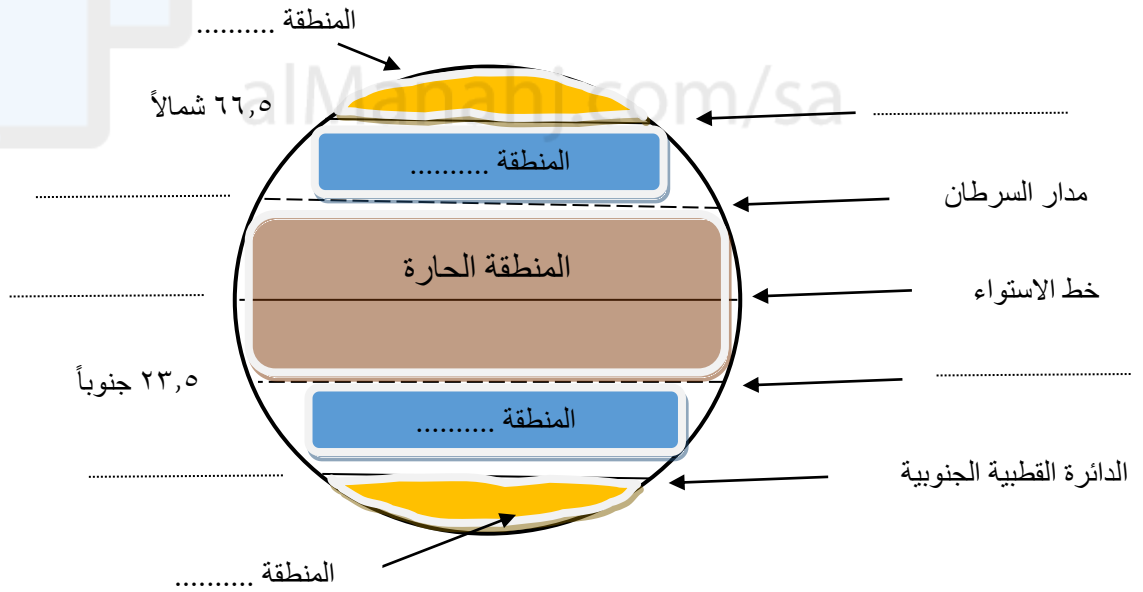 المنطقة ..........
alManahj.com/sa
٦٦,٥ شمالاً
..........
المنطقة ..........
مدار السرطان
..........
المنطقة الحارة
خط الاستواء
..........
٢٣,٥ جنوباً
..........
المنطقة ..........
الدائرة القطبية الجنوبية
..........
المنطقة ..........